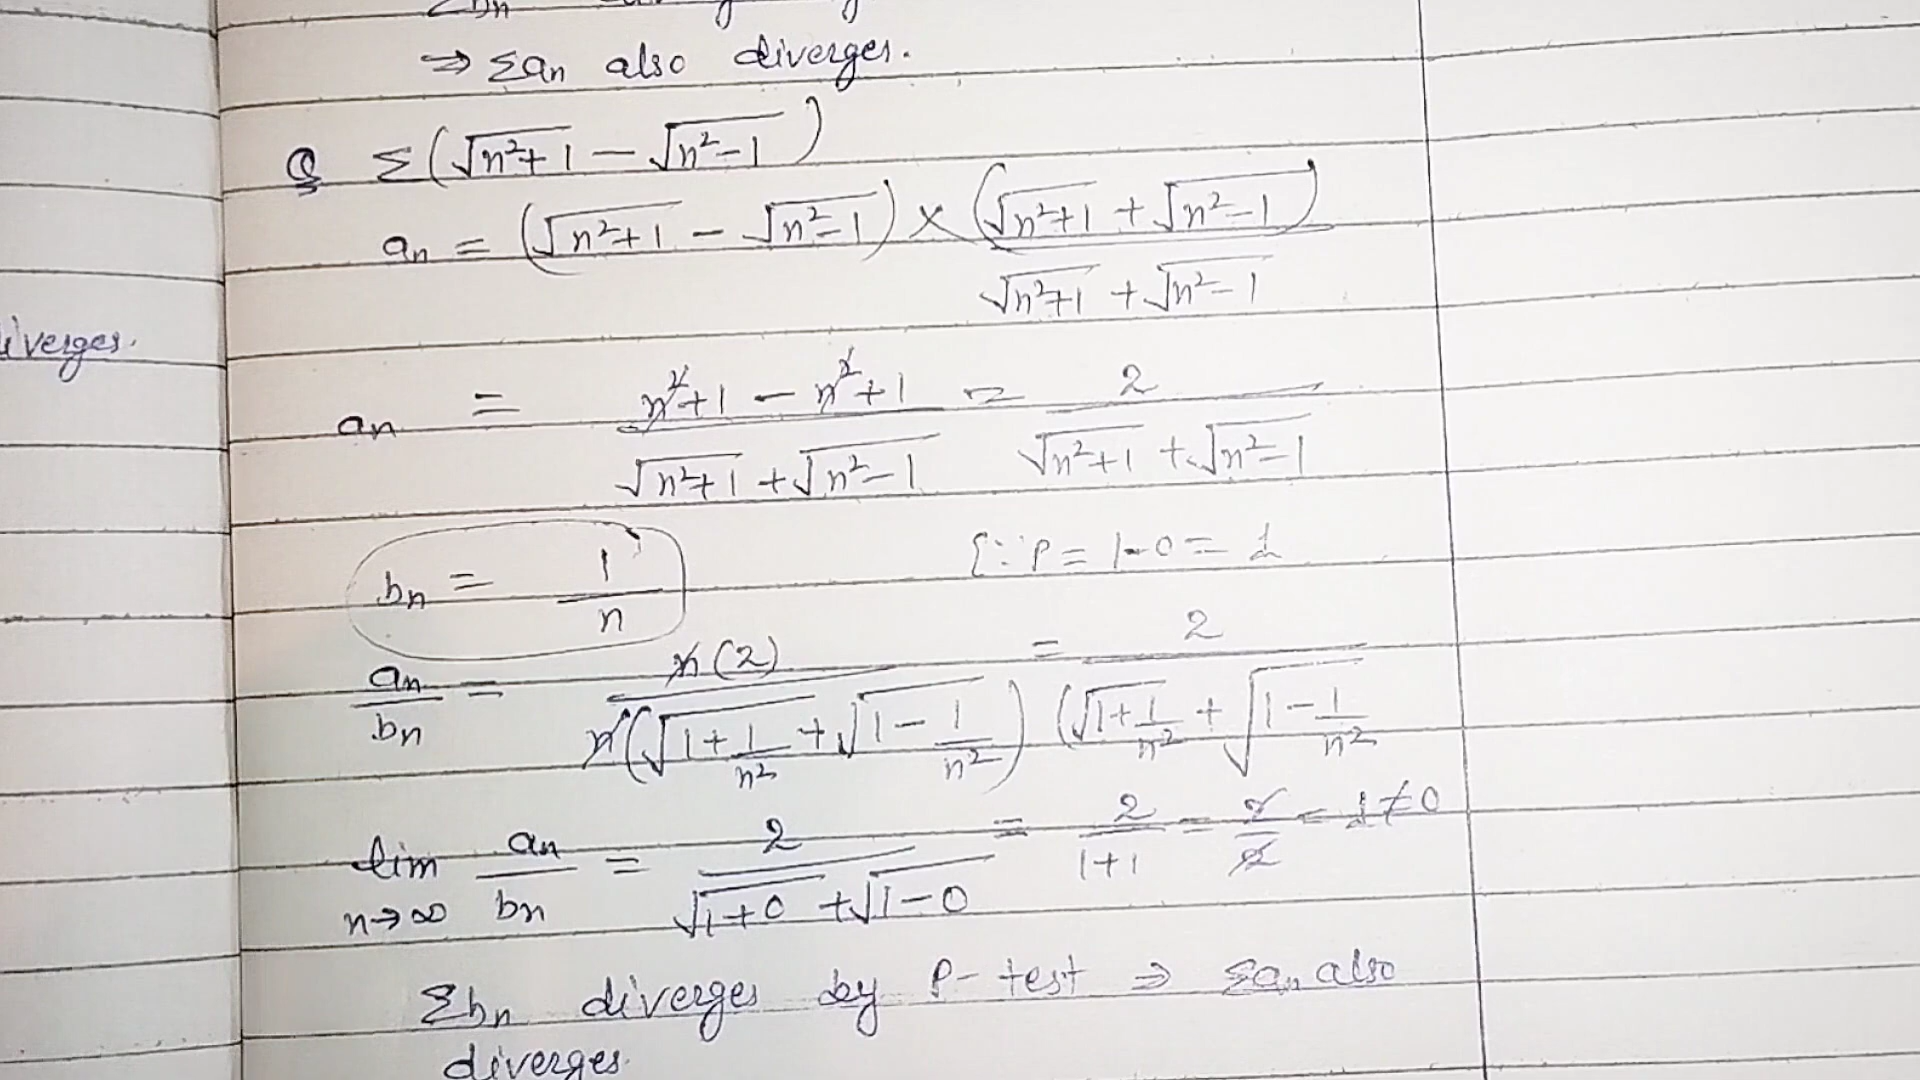 ⇒ Σan also diverges.
Q Σ(√n²+1 − √n²−1)
an = (√n²+1 − √n²−1) × (√n²+1 + √n²−1)
√n²+1 + √n²−1
iverges.
an = n²+1 − n²+1 = 2
√n²+1 + √n²−1 √n²+1 + √n²−1
bn = 1/n {∵ P = 1−0 = 1
an/bn = n(2) / n(√1+1/n² + √1−1/n²) = 2 / (√1+1/n² + √1−1/n²
lim n→∞ an/bn = 2 / √1+0 + √1−0 = 2/1+1 = 2/2 = 1 ≠ 0
Σbn diverges by P- test ⇒ Σan also
diverges.